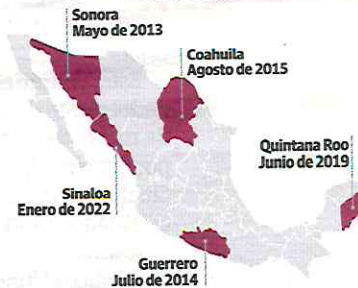 Sonora
Mayo de 2013
Coahuila
Agosto de 2015
Quintana Roo
Junio de 2019
Sinaloa
Enero de 2022
Guerrero
Julio de 2014